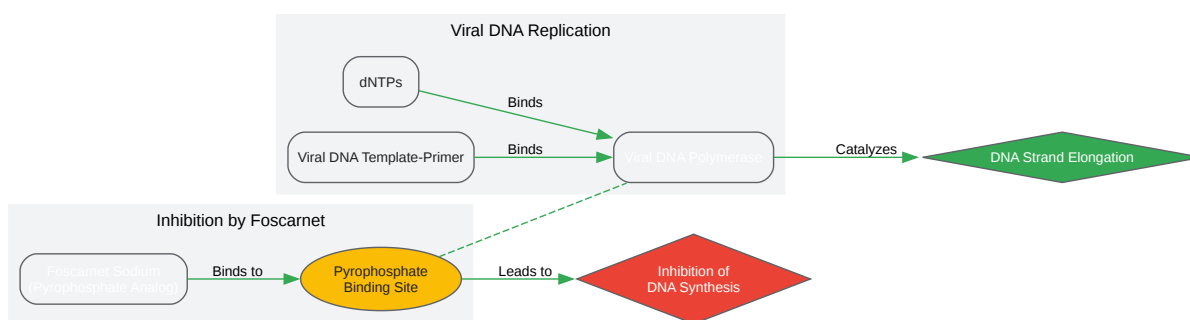 Viral DNA Replication
dNTPs
Binds
Viral DNA Template-Primer
Binds
Viral DNA Polymerase
Catalyzes
DNA Strand Elongation
Inhibition by Foscarnet
Foscarnet Sodium
(Pyrophosphate Analog)
Binds to
Pyrophosphate
Binding Site
Leads to
Inhibition of
DNA Synthesis